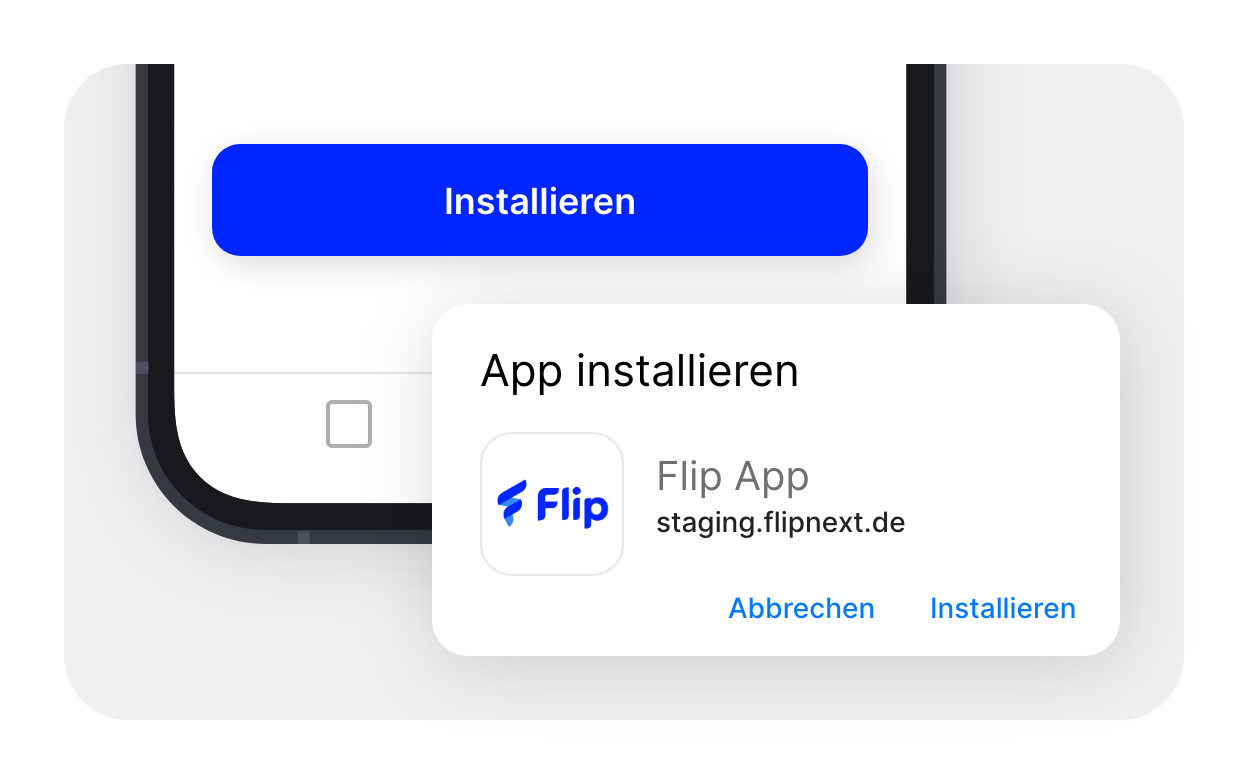 Installieren
App installieren
Flip
Flip App
staging.flipnext.de
Abbrechen Installieren